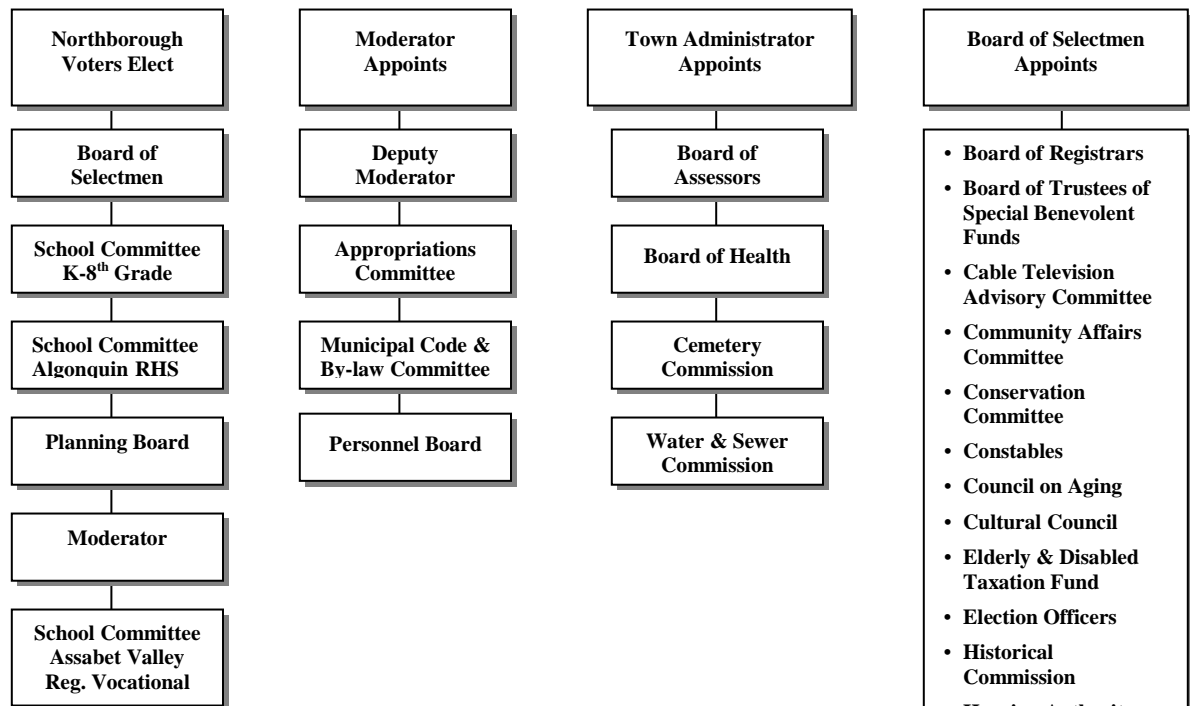 Northborough
Voters Elect
Board of
Selectmen
School Committee
K-8th Grade
School Committee
Algonquin RHS
Planning Board
Moderator
School Committee
Assabet Valley
Reg. Vocational
Moderator
Appoints
Deputy
Moderator
Appropriations
Committee
Municipal Code &
By-law Committee
Personnel Board
Town Administrator
Appoints
Board of
Assessors
Board of Health
Cemetery
Commission
Water & Sewer
Commission
Board of Selectmen
Appoints
• Board of Registrars
• Board of Trustees of
Special Benevolent
Funds
• Cable Television
Advisory Committee
• Community Affairs
Committee
• Conservation
Committee
• Constables
• Council on Aging
• Cultural Council
• Elderly & Disabled
Taxation Fund
• Election Officers
• Historical
Commission